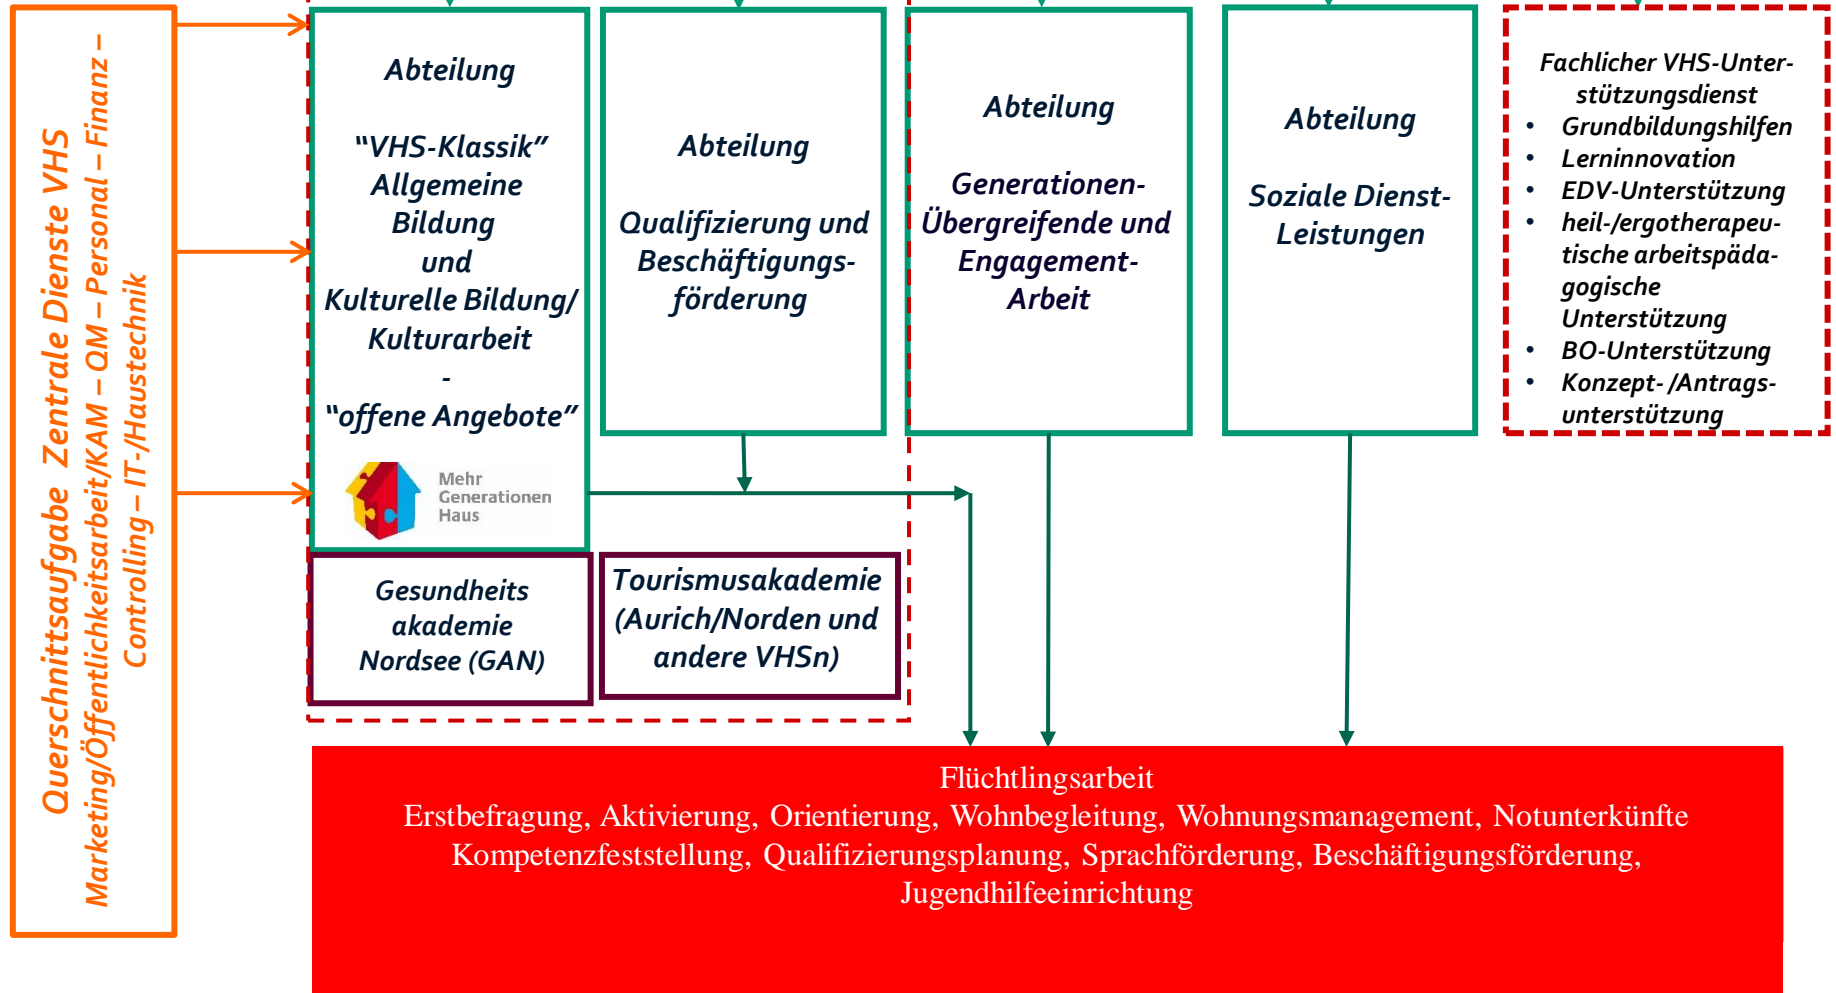 Querschnittsaufgabe Zentrale Dienste VHS
Marketing/Öffentlichkeitsarbeit/KAM – QM – Personal – Finanz –
Controlling – IT-/Haustechnik
Abteilung
“VHS-Klassik”
Allgemeine
Bildung
und
Kulturelle Bildung/
Kulturarbeit
-
“offene Angebote”
Mehr
Generationen
Haus
Abteilung
Qualifizierung und
Beschäftigungs-
förderung
Abteilung
Generationen-
Übergreifende und
Engagement-
Arbeit
Abteilung
Soziale Dienst-
Leistungen
Fachlicher VHS-Unter-
stützungsdienst
• Grundbildungshilfen
• Lerninnovation
• EDV-Unterstützung
• heil-/ergotherapeu-
tische arbeitspäda-
gogische
Unterstützung
• BO-Unterstützung
• Konzept- /Antrags-
unterstützung
Gesundheits
akademie
Nordsee (GAN)
Tourismusakademie
(Aurich/Norden und
andere VHSn)
Flüchtlingsarbeit
Erstbefragung, Aktivierung, Orientierung, Wohnbegleitung, Wohnungsmanagement, Notunterkünfte
Kompetenzfeststellung, Qualifizierungsplanung, Sprachförderung, Beschäftigungsförderung,
Jugendhilfeeinrichtung